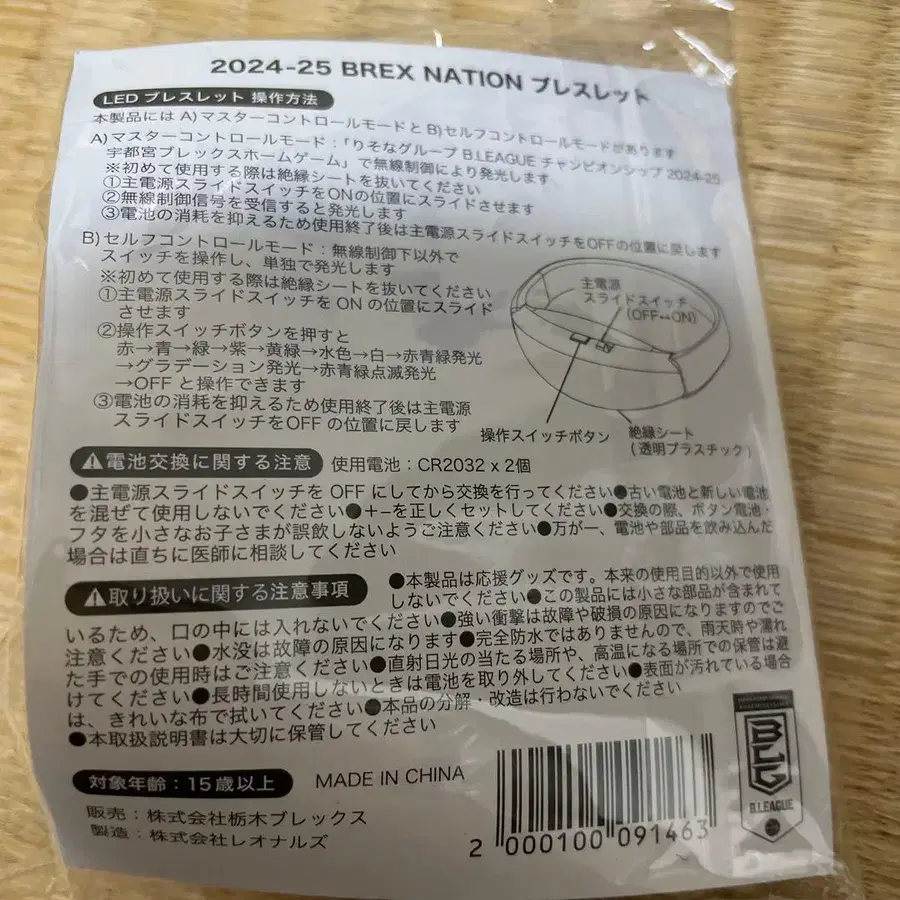 2024-25 BREX NATION ブレスレット
LED ブレスレット 操作方法
本製品には A)マスターコントロールモードと B)セルフコントロールモードがあります
A)マスターコントロールモード:「りそなグループ B.LEAGUE チャンピオンシップ 2024-25
宇都宮ブレックスホームゲーム」で無線制御により発光します
※初めて使用する際は絶縁シートを抜いてください
①主電源スライドスイッチをONの位置にスライドさせます
②無線制御信号を受信すると発光します
③電池の消耗を抑えるため使用終了後は主電源スライドスイッチをOFFの位置に戻します
B)セルフコントロールモード:無線制御下以外で
スイッチを操作し、単独で発光します
※初めて使用する際は絶縁シートを抜いてください
①主電源スライドスイッチを ON の位置にスライド
させます
②操作スイッチボタンを押すと
赤→青→緑→紫→黄緑→水色→白→赤青緑発光
→グラデーション発光→赤青緑点滅発光
→OFF と操作できます
③電池の消耗を抑えるため使用終了後は主電源
スライドスイッチをOFF の位置に戻します
主電源
スライドスイッチ
(OFF↔ON)
操作スイッチボタン
絶縁シート
(透明プラスチック)
電池交換に関する注意 使用電池:CR2032 x 2個
●主電源スライドスイッチを OFF にしてから交換を行ってください●古い電池と新しい電池
を混ぜて使用しないでください●+−を正しくセットしてください●交換の際、ボタン電池・
フタを小さなお子さまが誤飲しないようご注意ください●万が一、電池や部品を飲み込んだ
場合は直ちに医師に相談してください
取り扱いに関する注意事項 ●本製品は応援グッズです。本来の使用目的以外で使用
しないでください●この製品には小さな部品が含まれて
いるため、口の中には入れないでください●強い衝撃は故障や破損の原因になりますのでご
注意ください●水没は故障の原因になります●完全防水ではありませんので、雨天時や濡れ
た手での使用時はご注意ください●直射日光の当たる場所や、高温になる場所での保管は避
けてください●長時間使用しないときは電池を取り外してください●表面が汚れている場合
は、きれいな布で拭いてください●本品の分解・改造は行わないでください
●本取扱説明書は大切に保管してください
対象年齢:15歳以上 MADE IN CHINA
販売:株式会社栃木ブレックス
製造:株式会社レオナルズ
2 000100 091463
BLG
B.LEAGUE